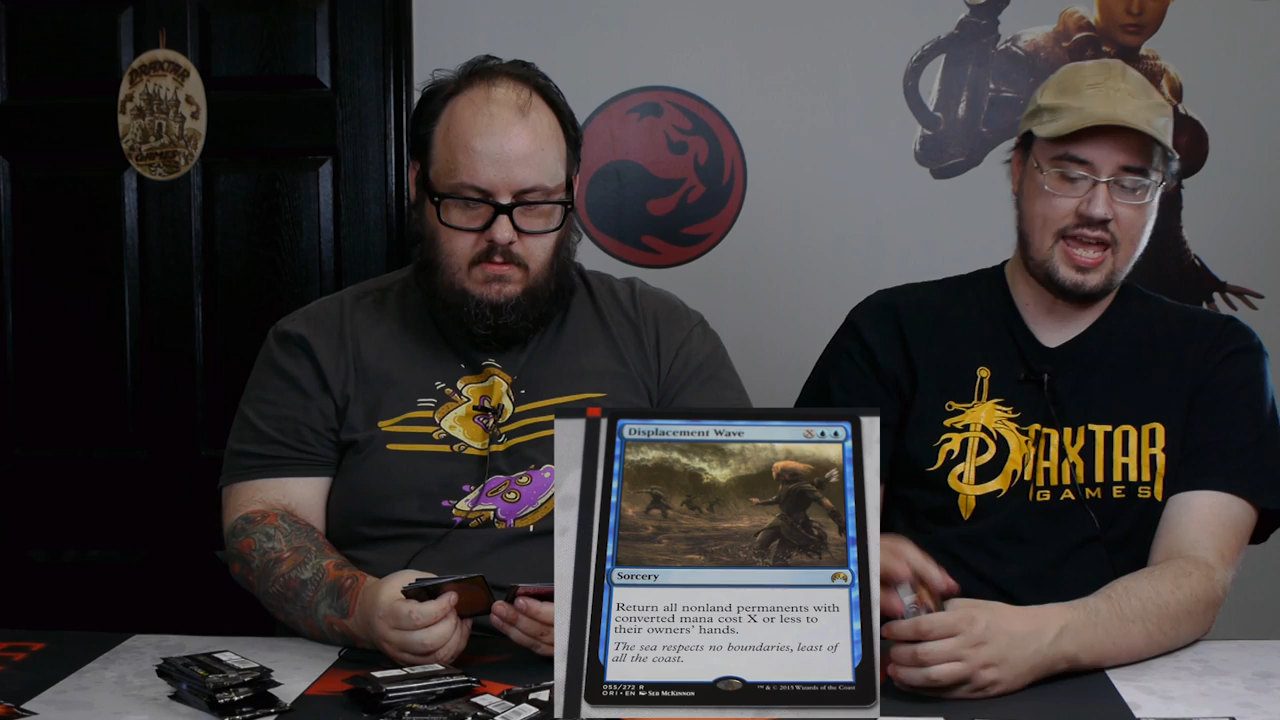 DRAXTAR
GAMES
DRAXTAR
GAMES
Displacement Wave
X
Sorcery
Return all nonland permanents with
converted mana cost X or less to
their owners' hands.
The sea respects no boundaries, least of
all the coast.
055/272 R
ORI • EN Seb McKinnon
™ & © 2015 Wizards of the Coast